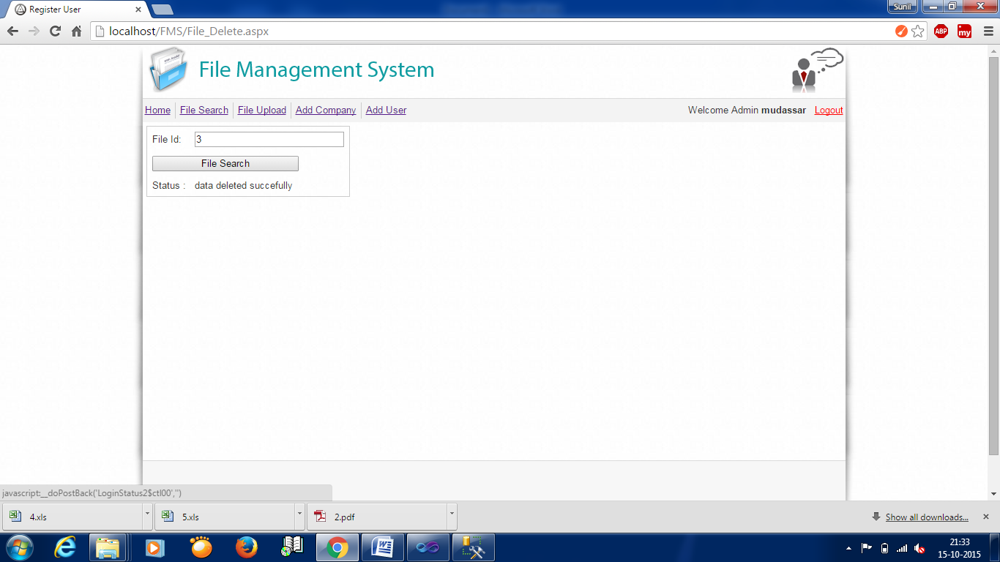 Register User
Sunil
localhost/FMS/File_Delete.aspx
ABP
my
File Management System
Home File Search File Upload Add Company Add User Welcome Admin mudassar Logout
File Id: 3
File Search
Status : data deleted succefully
javascript:__doPostBack('LoginStatus2$ctl00','')
4.xls 5.xls 2.pdf Show all downloads...
21:33
15-10-2015